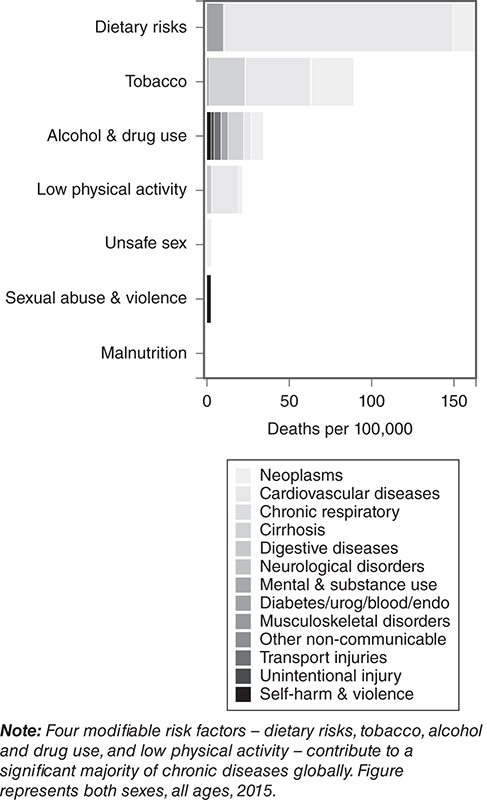 Dietary risks
Tobacco
Alcohol & drug use
Low physical activity
Unsafe sex
Sexual abuse & violence
Malnutrition
0 50 100 150
Deaths per 100,000
Neoplasms
Cardiovascular diseases
Chronic respiratory
Cirrhosis
Digestive diseases
Neurological disorders
Mental & substance use
Diabetes/urog/blood/endo
Musculoskeletal disorders
Other non-communicable
Transport injuries
Unintentional injury
Self-harm & violence
Note: Four modifiable risk factors – dietary risks, tobacco, alcohol
and drug use, and low physical activity – contribute to a
significant majority of chronic diseases globally. Figure
represents both sexes, all ages, 2015.